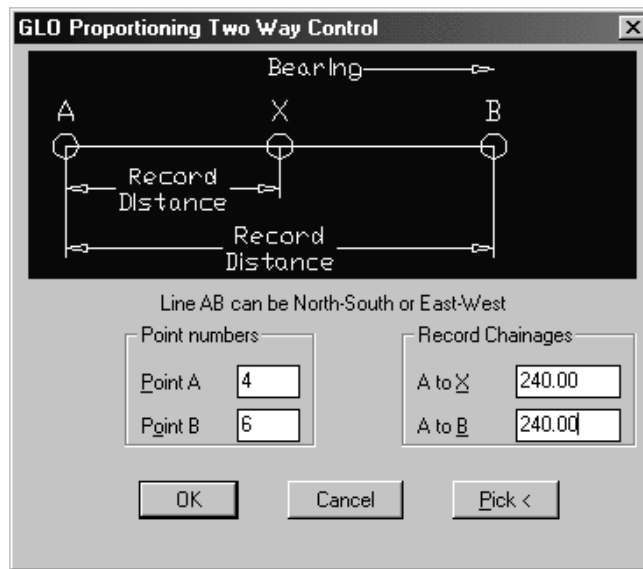 GLO Proportioning Two Way Control
Bearing
A X B
Record
Distance
Record
Distance
Line AB can be North-South or East-West
Point numbers Record Chainages
Point A 4 A to X 240.00
Point B 6 A to B 240.00
OK Cancel Pick <